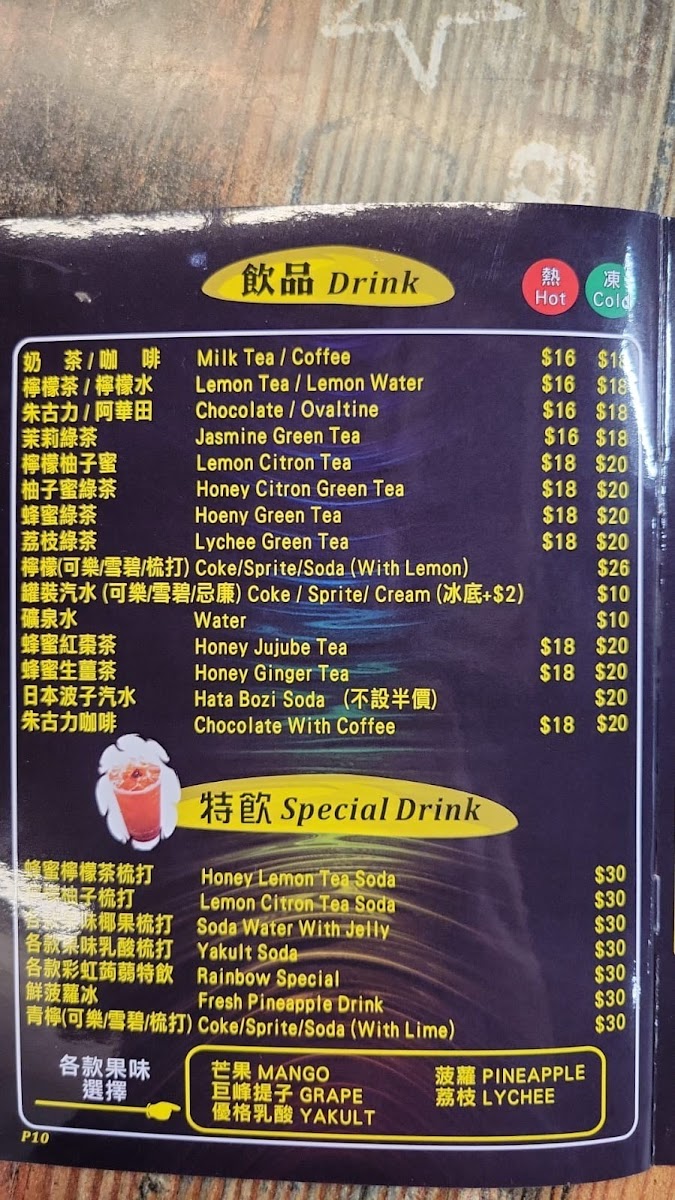 飲品 Drink
熱 Hot
凍 Cold
奶茶/咖啡 Milk Tea / Coffee $16 $18
檸檬茶/檸檬水 Lemon Tea / Lemon Water $16 $18
朱古力/阿華田 Chocolate / Ovaltine $16 $18
茉莉綠茶 Jasmine Green Tea $16 $18
檸檬柚子蜜 Lemon Citron Tea $18 $20
柚子蜜綠茶 Honey Citron Green Tea $18 $20
蜂蜜綠茶 Hoeny Green Tea $18 $20
荔枝綠茶 Lychee Green Tea $18 $20
檸檬(可樂/雪碧/梳打) Coke/Sprite/Soda (With Lemon) $26
罐裝汽水 (可樂/雪碧/忌廉) Coke / Sprite/ Cream (冰底+$2) $10
礦泉水 Water $10
蜂蜜紅棗茶 Honey Jujube Tea $18 $20
蜂蜜生薑茶 Honey Ginger Tea $18 $20
日本波子汽水 Hata Bozi Soda (不設半價) $20
朱古力咖啡 Chocolate With Coffee $18 $20
特飲 Special Drink
蜂蜜檸檬茶梳打 Honey Lemon Tea Soda $30
柚子梳打 Lemon Citron Tea Soda $30
各款果味椰果梳打 Soda Water With Jelly $30
各款果味乳酸梳打 Yakult Soda $30
各款彩虹蒟蒻特飲 Rainbow Special $30
鮮菠蘿冰 Fresh Pineapple Drink $30
青檸(可樂/雪碧/梳打) Coke/Sprite/Soda (With Lime) $30
各款果味
選擇
芒果 MANGO 菠蘿 PINEAPPLE
巨峰提子 GRAPE 荔枝 LYCHEE
優格乳酸 YAKULT
P10